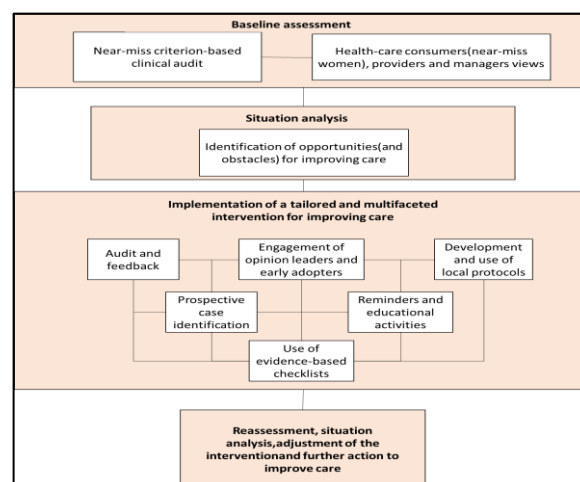 Baseline assessment
Near-miss criterion-based
clinical audit
Health-care consumers(near-miss
women), providers and managers views
Situation analysis
Identification of opportunities(and
obstacles) for improving care
Implementation of a tailored and multifaceted
intervention for improving care
Audit and
feedback
Engagement of
opinion leaders and
early adopters
Development
and use of
local protocols
Prospective
case
identification
Reminders and
educational
activities
Use of
evidence-based
checklists
Reassessment, situation
analysis,adjustment of the
interventionand further action to
improve care